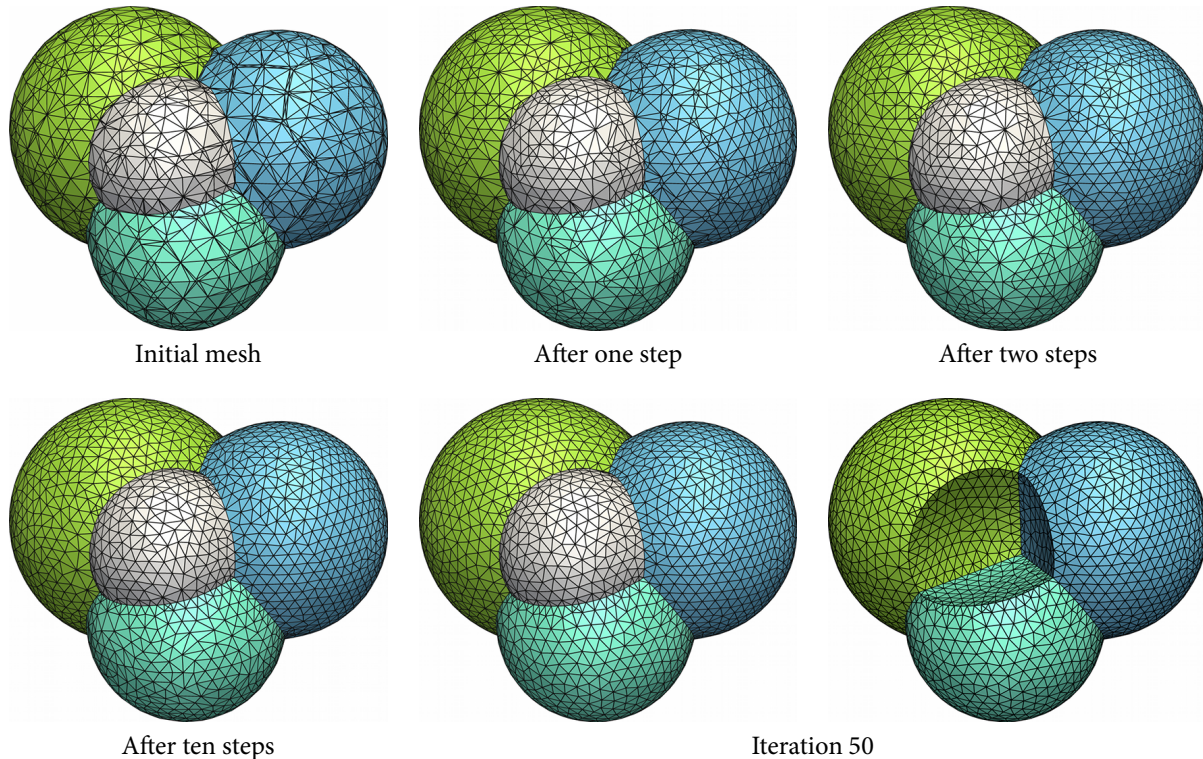 Initial mesh
After one step
After two steps
After ten steps
Iteration 50